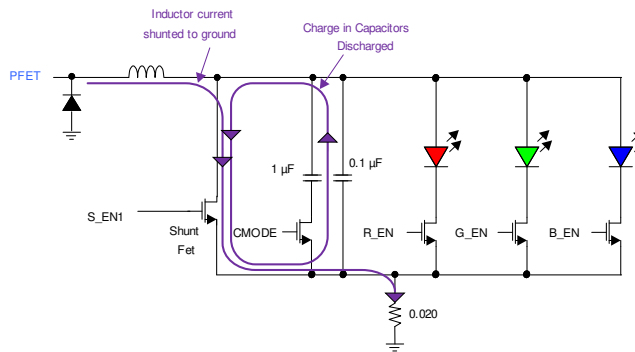 Inductor current
shunted to ground
Charge in Capacitors
Discharged
PFET
1 µF
0.1 µF
S_EN1
Shunt
Fet
CMODE
R_EN
G_EN
B_EN
0.020